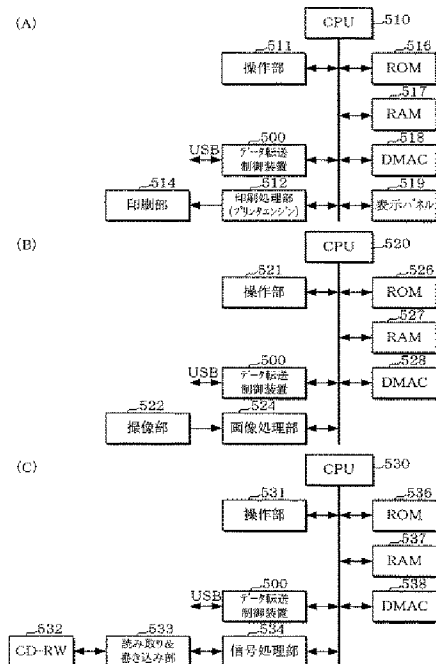 (A)
CPU
510
511
操作部
516
ROM
517
RAM
USB
500
データ転送
制御装置
518
DMAC
514
印刷部
512
印刷処理部
(プリンタエンジン)
519
表示パネル
(B)
CPU
520
521
操作部
526
ROM
527
RAM
USB
500
データ転送
制御装置
528
DMAC
522
撮像部
524
画像処理部
(C)
CPU
530
531
操作部
536
ROM
537
RAM
USB
500
データ転送
制御装置
538
DMAC
532
CD-RW
533
読み取り&
書き込み部
534
信号処理部